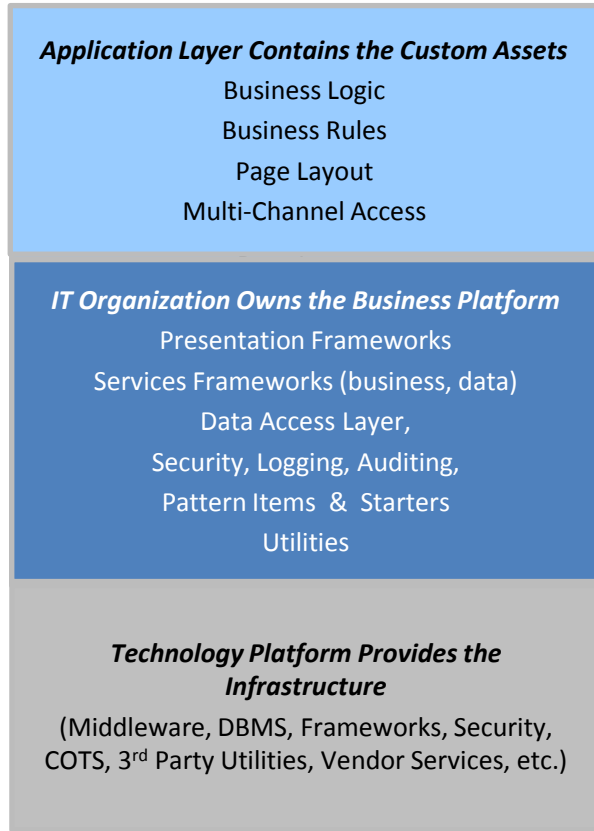 Application Layer Contains the Custom Assets
Business Logic
Business Rules
Page Layout
Multi-Channel Access
IT Organization Owns the Business Platform
Presentation Frameworks
Services Frameworks (business, data)
Data Access Layer,
Security, Logging, Auditing,
Pattern Items & Starters
Utilities
Technology Platform Provides the
Infrastructure
(Middleware, DBMS, Frameworks, Security,
COTS, 3rd Party Utilities, Vendor Services, etc.)